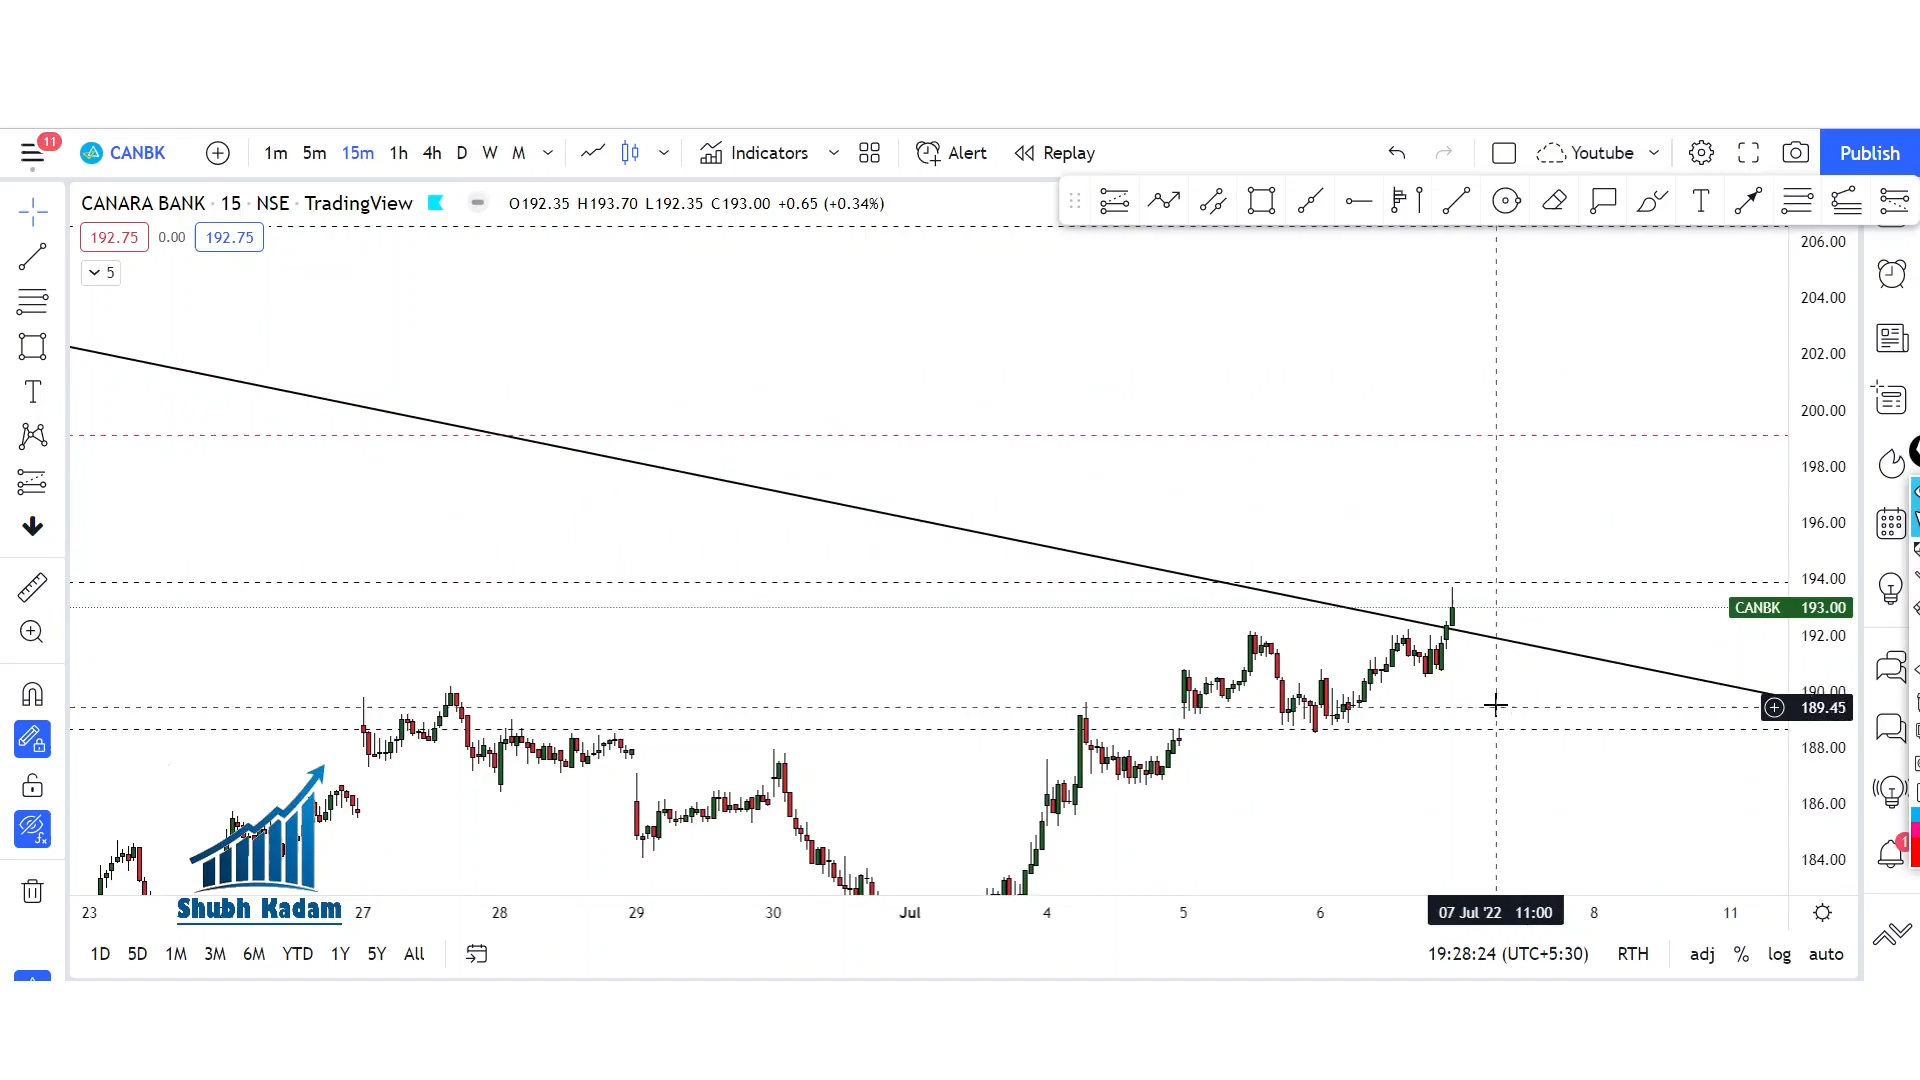 11
CANBK 1m 5m 15m 1h 4h D W M Indicators Alert Replay Youtube Publish
CANARA BANK · 15 · NSE · TradingView O192.35 H193.70 L192.35 C193.00 +0.65 (+0.34%)
192.75 0.00 192.75
5
206.00
204.00
202.00
200.00
198.00
196.00
194.00
CANBK 193.00
192.00
190.00
189.45
188.00
186.00
184.00
Shubh Kadam
23 27 28 29 30 Jul 4 5 6 07 Jul '22 11:00 8 11
1D 5D 1M 3M 6M YTD 1Y 5Y All 19:28:24 (UTC+5:30) RTH adj % log auto